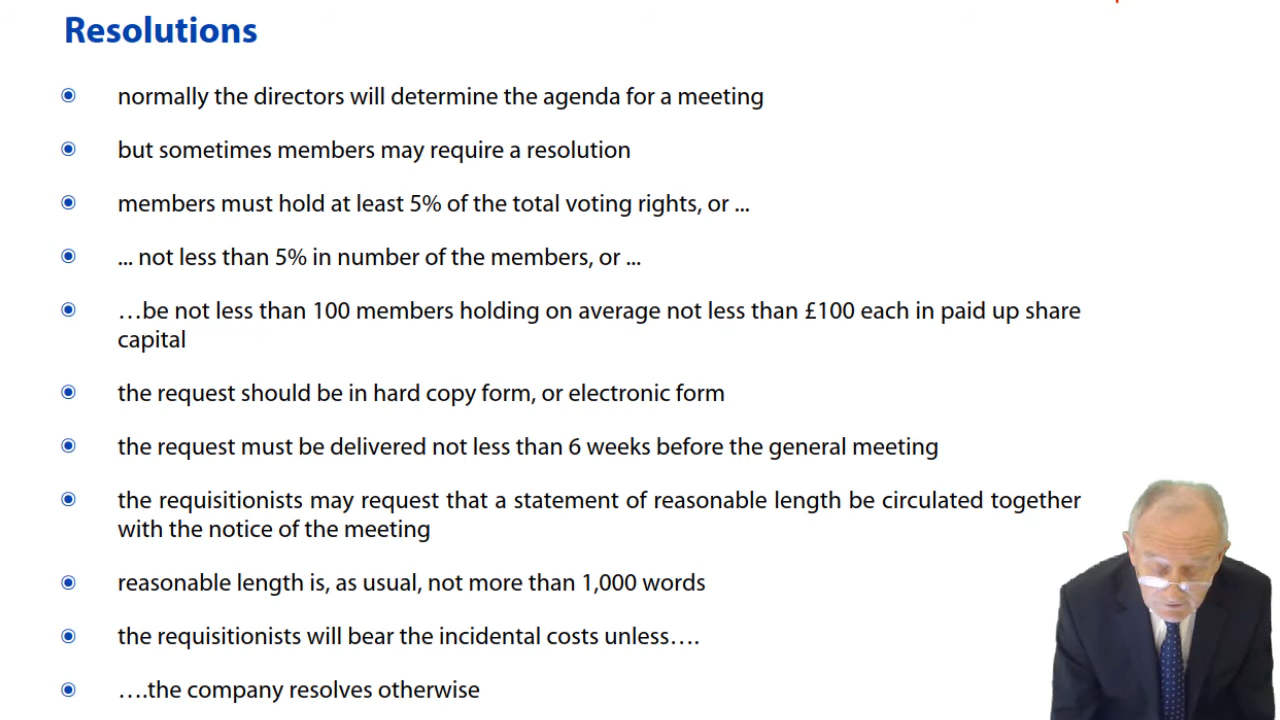 Resolutions
normally the directors will determine the agenda for a meeting
but sometimes members may require a resolution
members must hold at least 5% of the total voting rights, or ...
... not less than 5% in number of the members, or ...
…be not less than 100 members holding on average not less than £100 each in paid up share
capital
the request should be in hard copy form, or electronic form
the request must be delivered not less than 6 weeks before the general meeting
the requisitionists may request that a statement of reasonable length be circulated together
with the notice of the meeting
reasonable length is, as usual, not more than 1,000 words
the requisitionists will bear the incidental costs unless….
….the company resolves otherwise